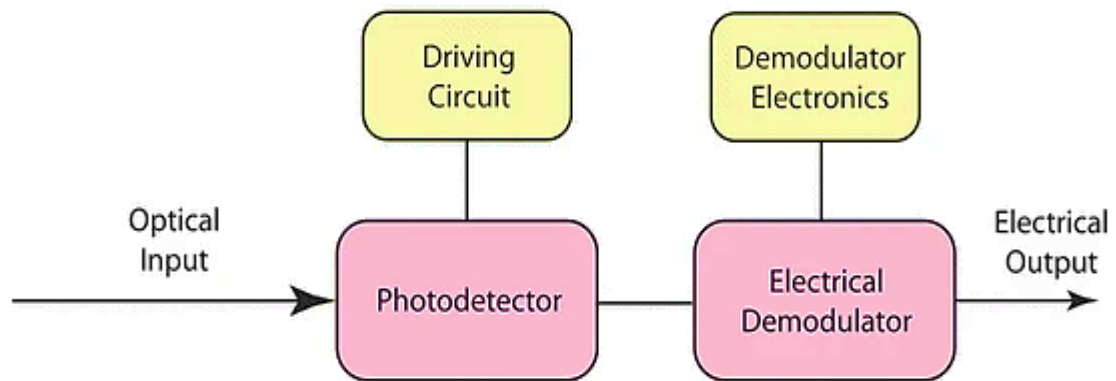 Driving
Circuit
Demodulator
Electronics
Optical
Input
Photodetector
Electrical
Demodulator
Electrical
Output